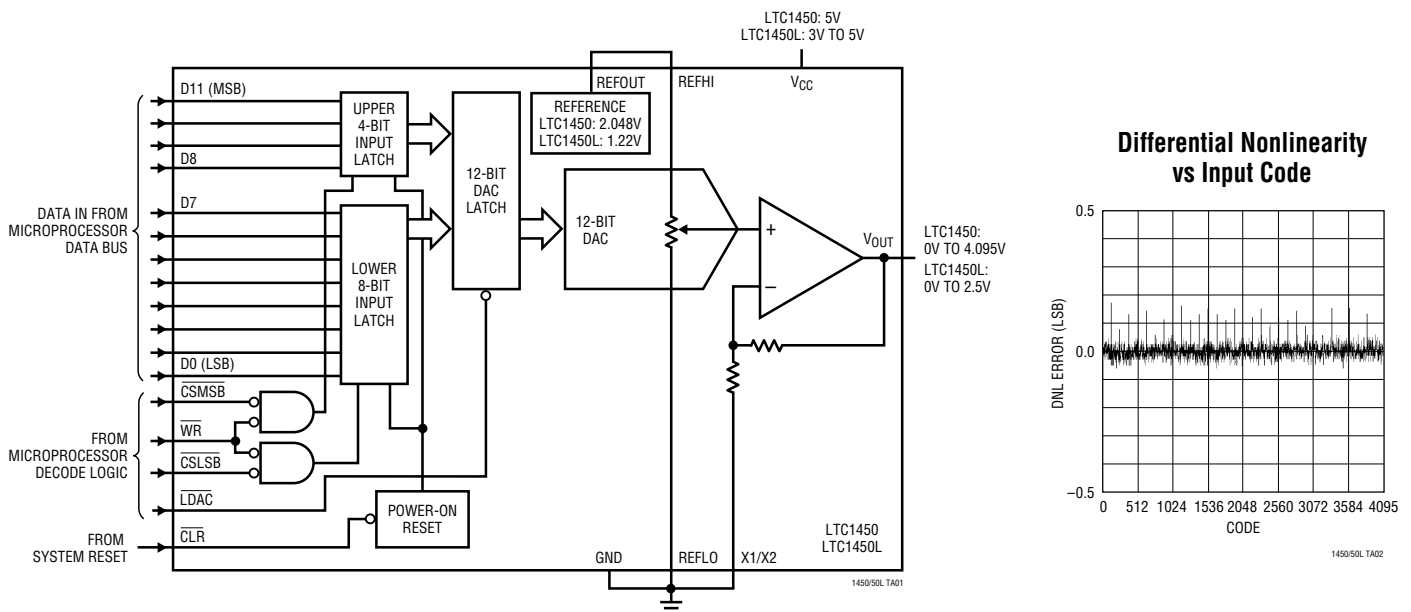 LTC1450: 5V
LTC1450L: 3V TO 5V
D11 (MSB)
REFOUT
REFHI
VCC
UPPER
4-BIT
INPUT
LATCH
REFERENCE
LTC1450: 2.048V
LTC1450L: 1.22V
D8
12-BIT
DAC
LATCH
D7
DATA IN FROM
MICROPROCESSOR
DATA BUS
12-BIT
DAC
+
–
VOUT
LTC1450:
0V TO 4.095V
LTC1450L:
0V TO 2.5V
LOWER
8-BIT
INPUT
LATCH
D0 (LSB)
CSMSB
WR
FROM
MICROPROCESSOR
DECODE LOGIC
CSLSB
LDAC
POWER-ON
RESET
FROM
SYSTEM RESET
CLR
LTC1450
LTC1450L
GND
REFLO
X1/X2
1450/50L TA01
Differential Nonlinearity
vs Input Code
0.5
0.0
–0.5
DNL ERROR (LSB)
0 512 1024 1536 2048 2560 3072 3584 4095
CODE
1450/50L TA02